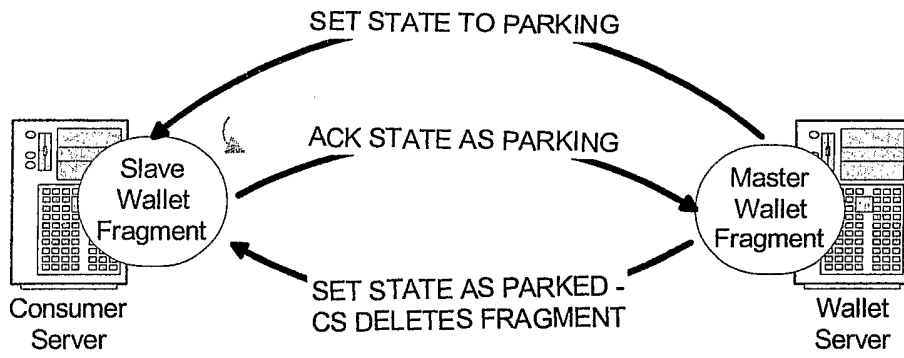 SET STATE TO PARKING
ACK STATE AS PARKING
Slave
Wallet
Fragment
Master
Wallet
Fragment
SET STATE AS PARKED -
CS DELETES FRAGMENT
Consumer
Server
Wallet
Server